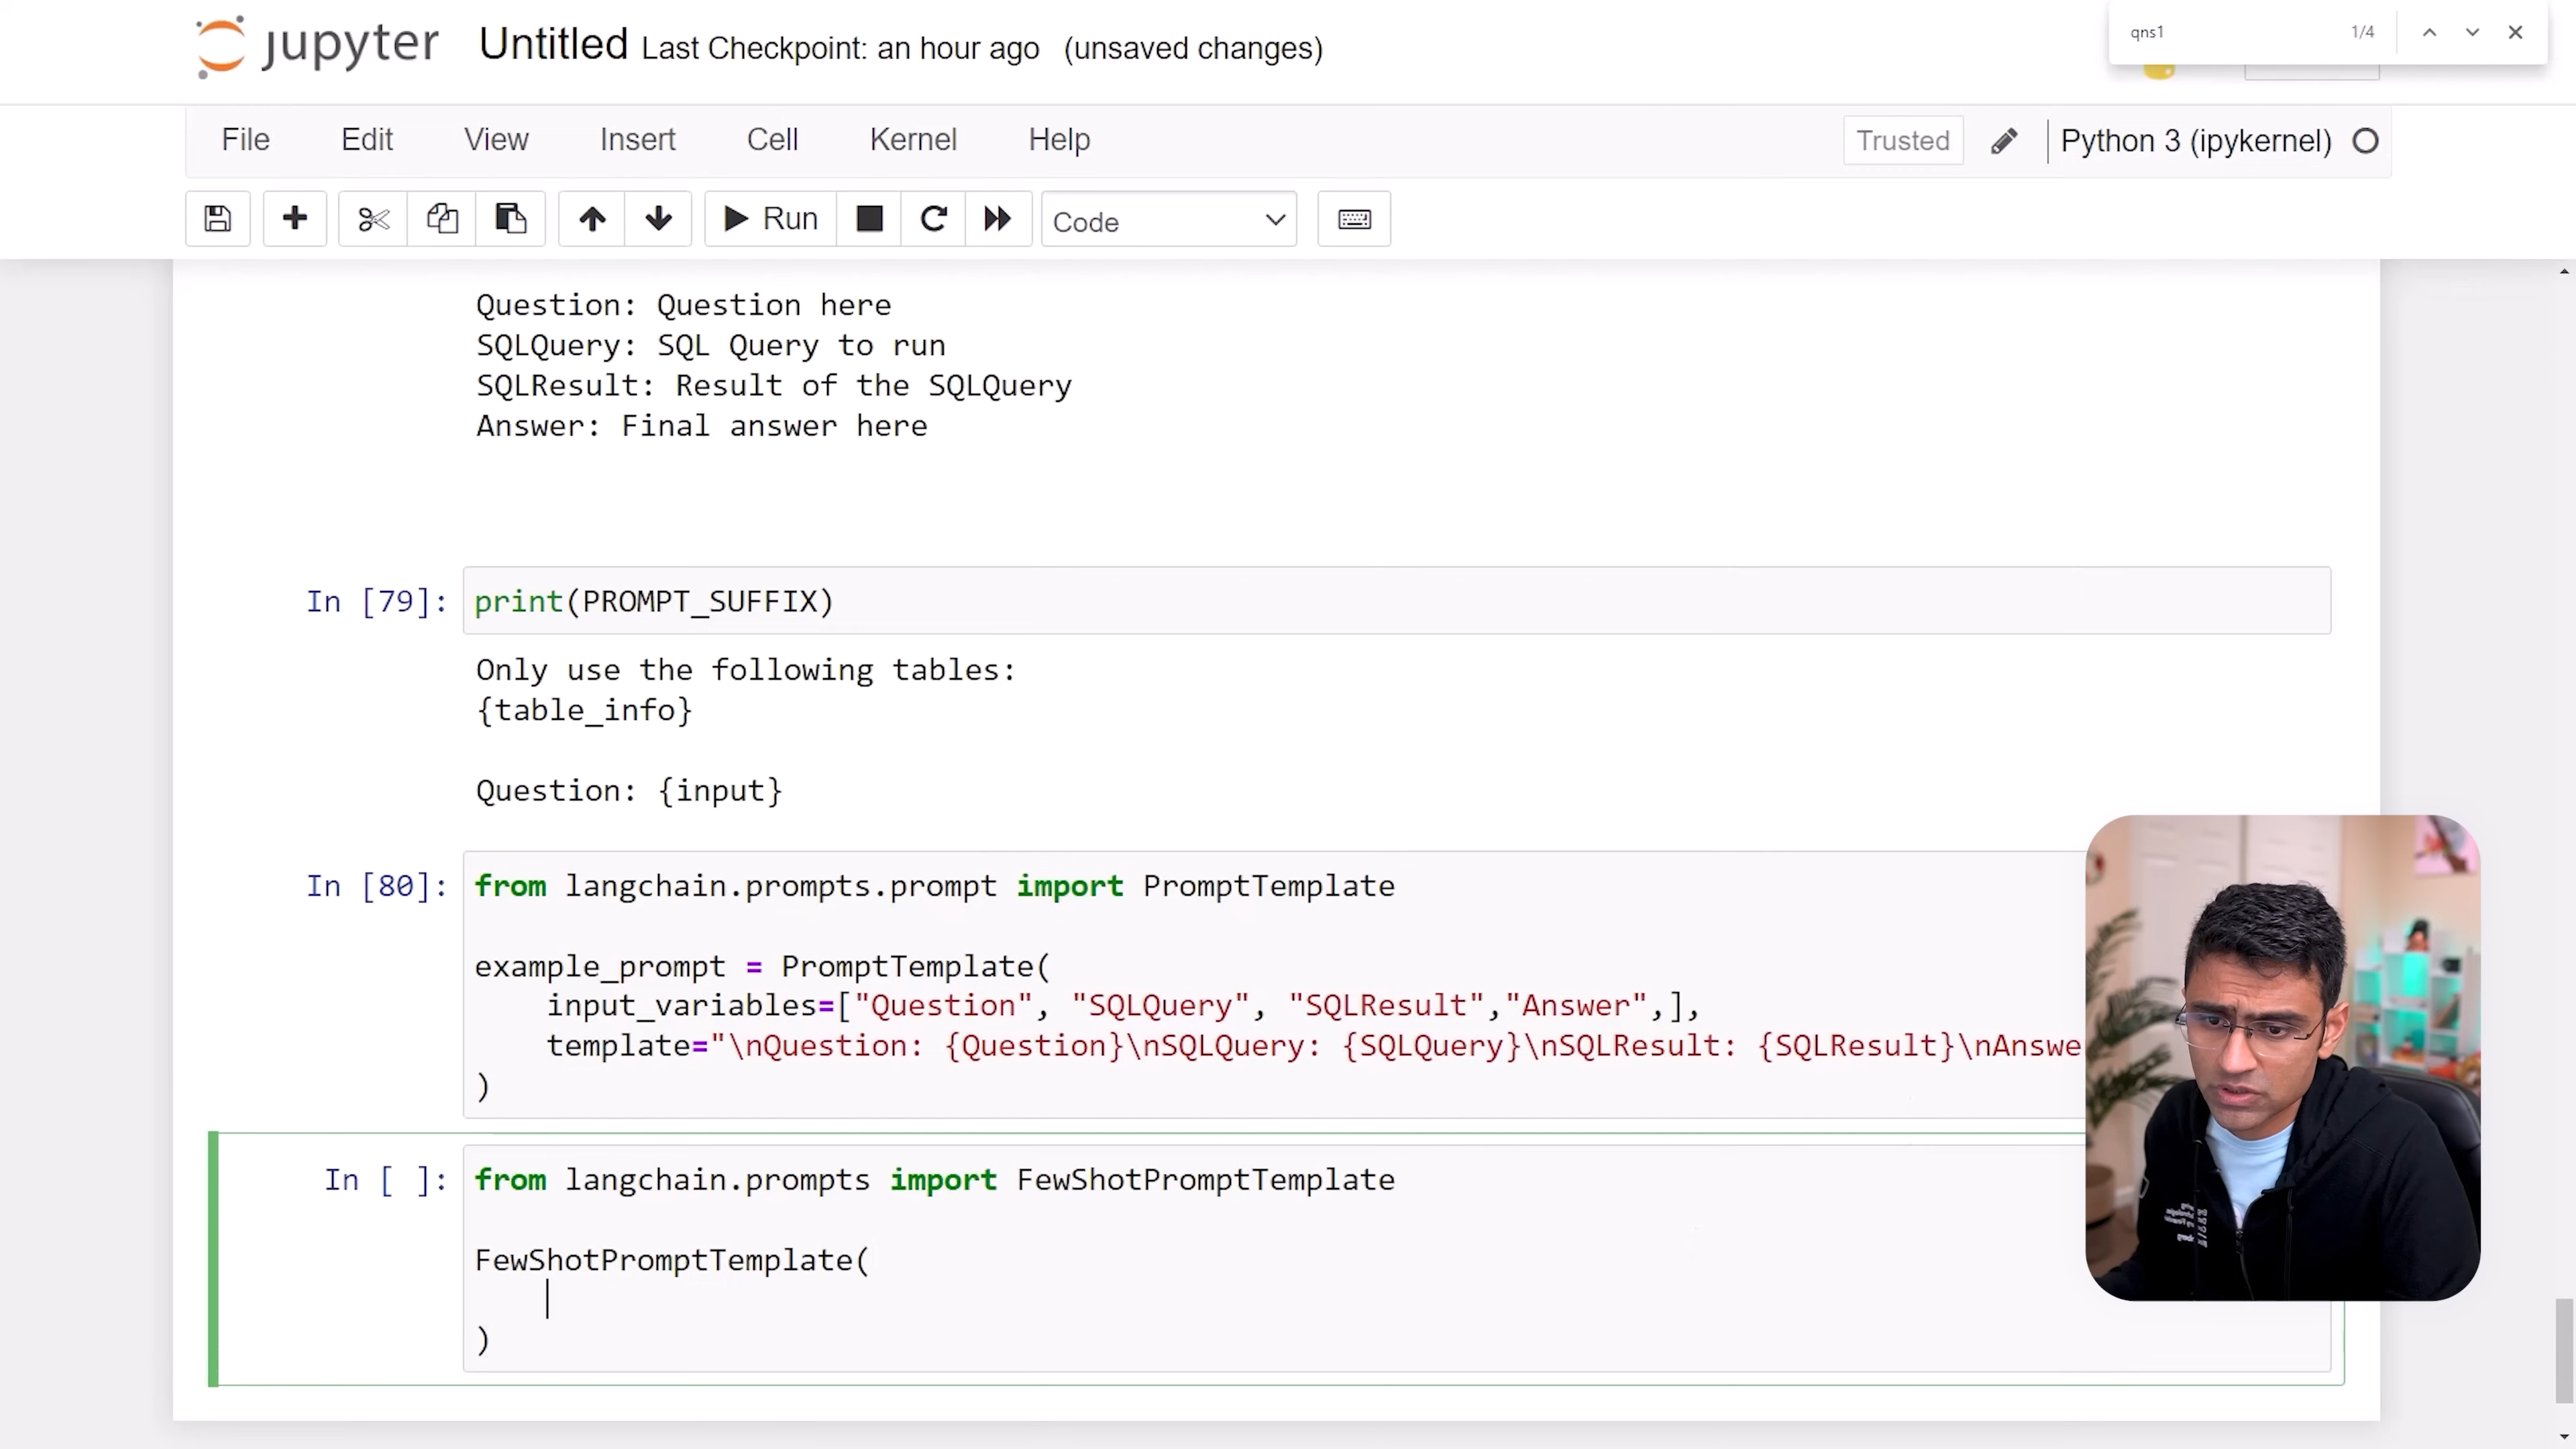 jupyter Untitled Last Checkpoint: an hour ago (unsaved changes)
qns1 1/4
File Edit View Insert Cell Kernel Help Trusted Python 3 (ipykernel)
Run Code
Question: Question here
SQLQuery: SQL Query to run
SQLResult: Result of the SQLQuery
Answer: Final answer here
In [79]: print(PROMPT_SUFFIX)
Only use the following tables:
{table_info}
Question: {input}
In [80]: from langchain.prompts.prompt import PromptTemplate
example_prompt = PromptTemplate(
input_variables=["Question", "SQLQuery", "SQLResult","Answer",],
template="\nQuestion: {Question}\nSQLQuery: {SQLQuery}\nSQLResult: {SQLResult}\nAnswe
)
In [ ]: from langchain.prompts import FewShotPromptTemplate
FewShotPromptTemplate(
)